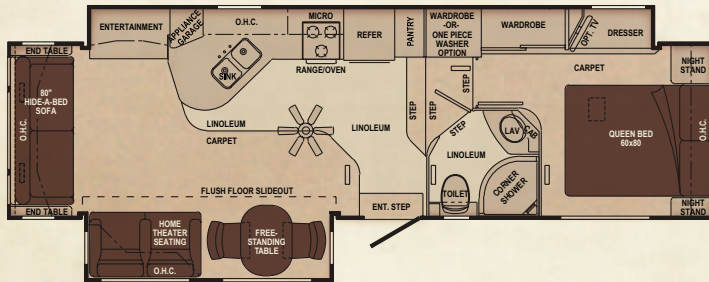 ENTERTAINMENT
APPLIANCE
GARAGE
O.H.C.
MICRO
REFER
PANTRY
WARDROBE
-OR-
ONE PIECE
WASHER
OPTION
WARDROBE
OPT. TV
DRESSER
END TABLE
80"
HIDE-A-BED
SOFA
O.H.C.
END TABLE
SINK
RANGE/OVEN
LINOLEUM
CARPET
LINOLEUM
STEP
STEP
STEP
STEP
CARPET
NIGHT
STAND
LAV
CAB
LINOLEUM
QUEEN BED
60x80
O.H.C.
TOILET
CORNER
SHOWER
NIGHT
STAND
FLUSH FLOOR SLIDEOUT
ENT. STEP
HOME
THEATER
SEATING
O.H.C.
FREE-
STANDING
TABLE